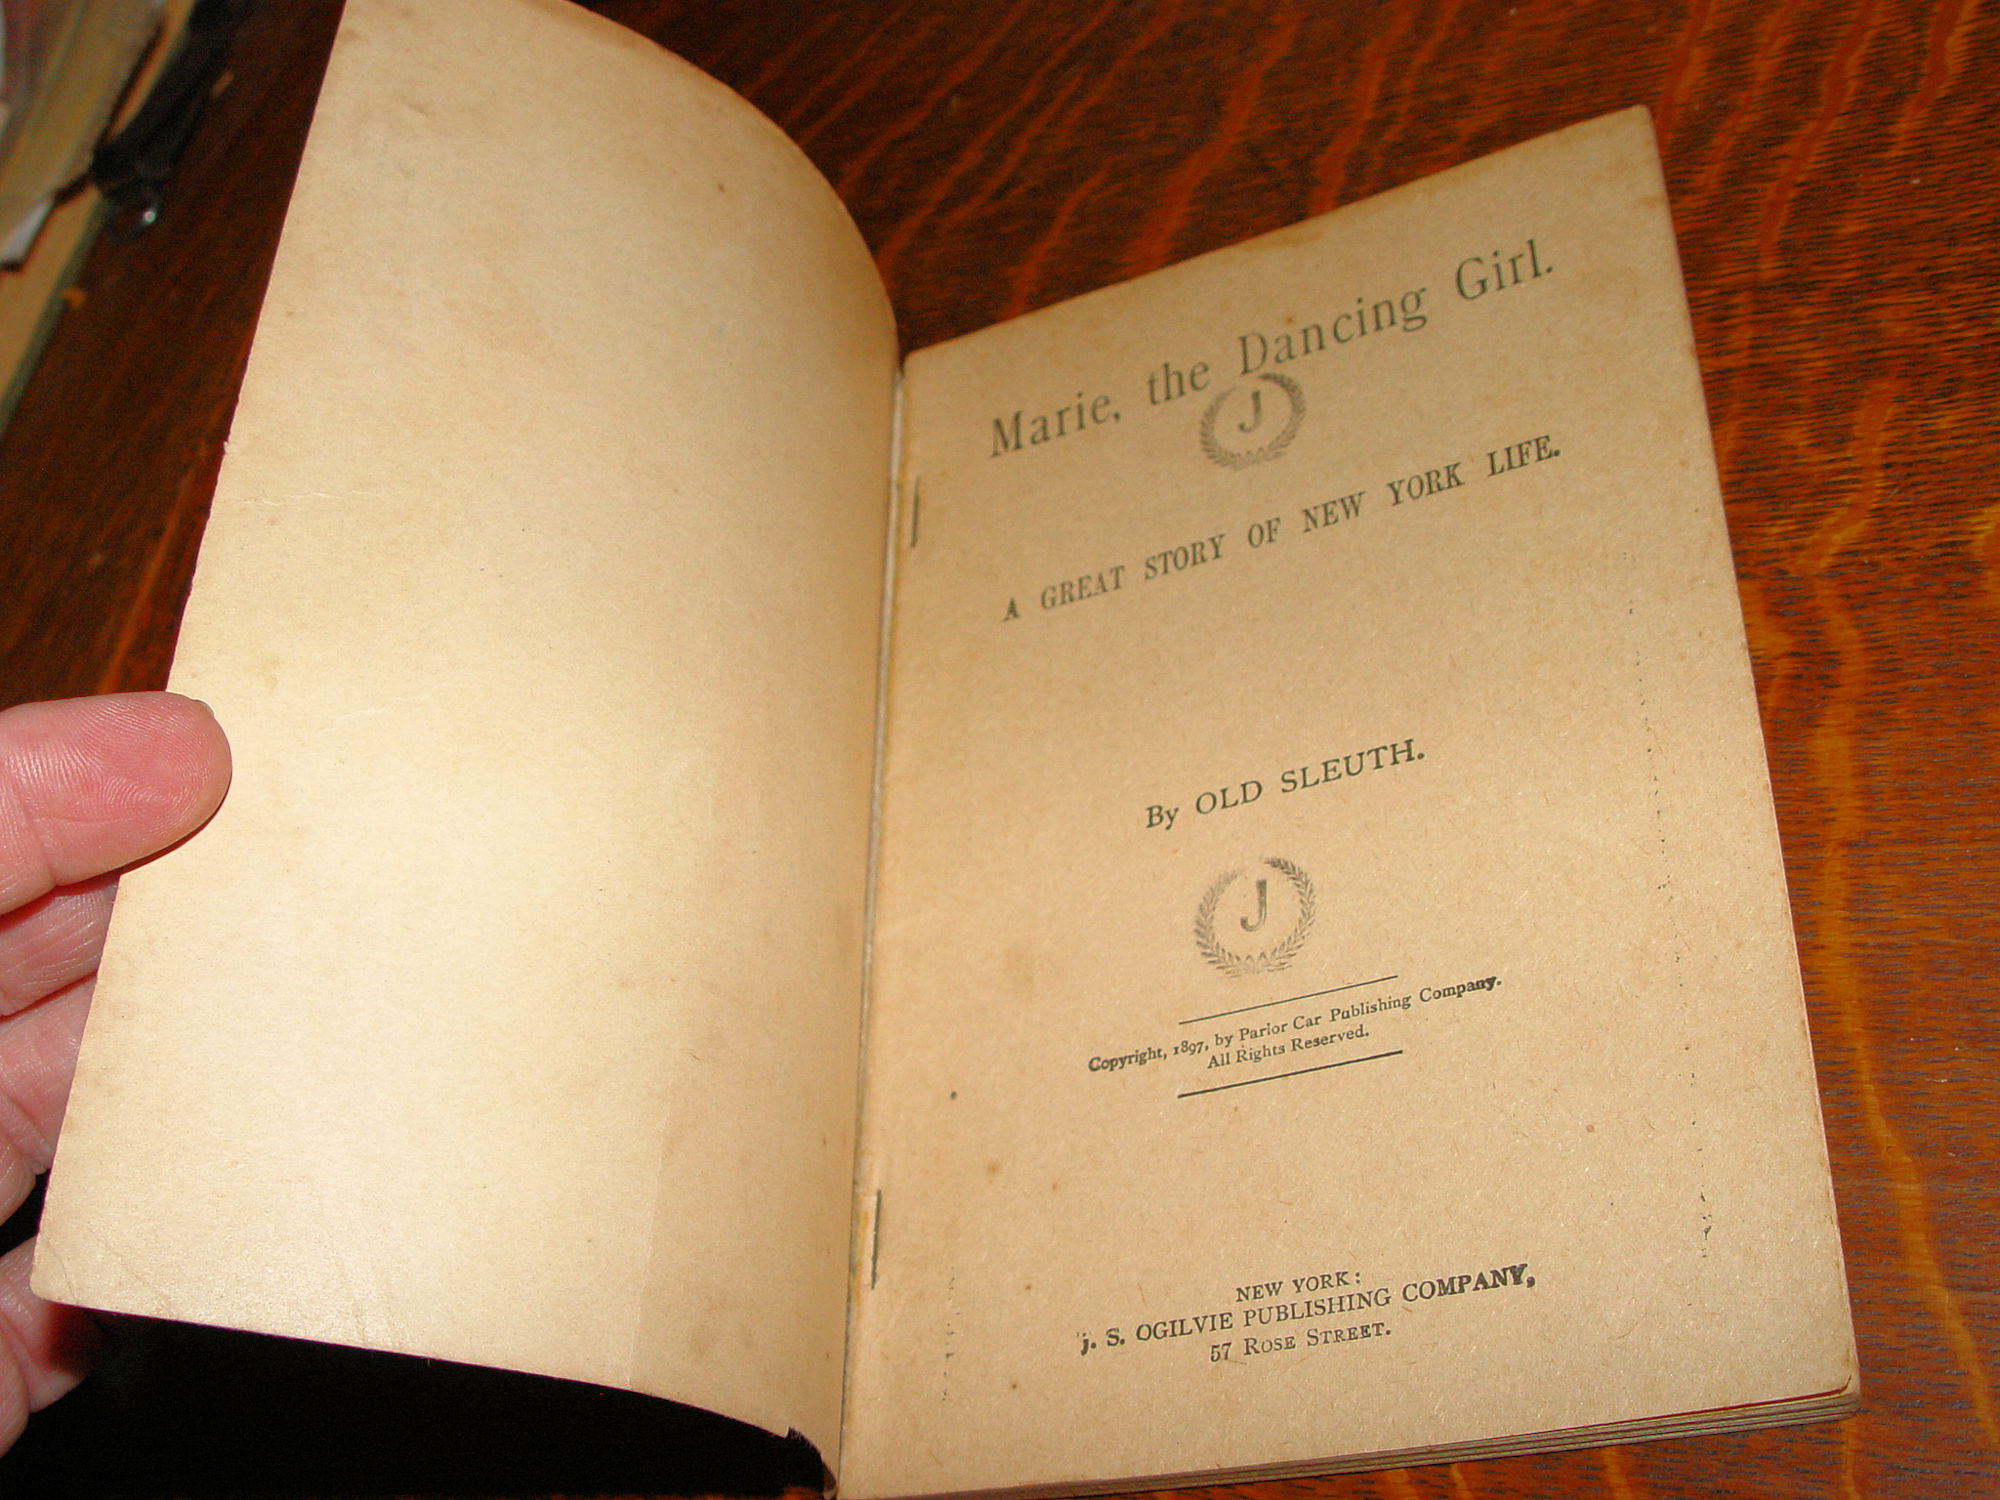 Marie, the Dancing Girl.
J
A GREAT STORY OF NEW YORK LIFE.
By OLD SLEUTH.
J
Copyright, 1897, by Parlor Car Publishing Company.
All Rights Reserved.
NEW YORK:
J. S. OGILVIE PUBLISHING COMPANY,
57 ROSE STREET.